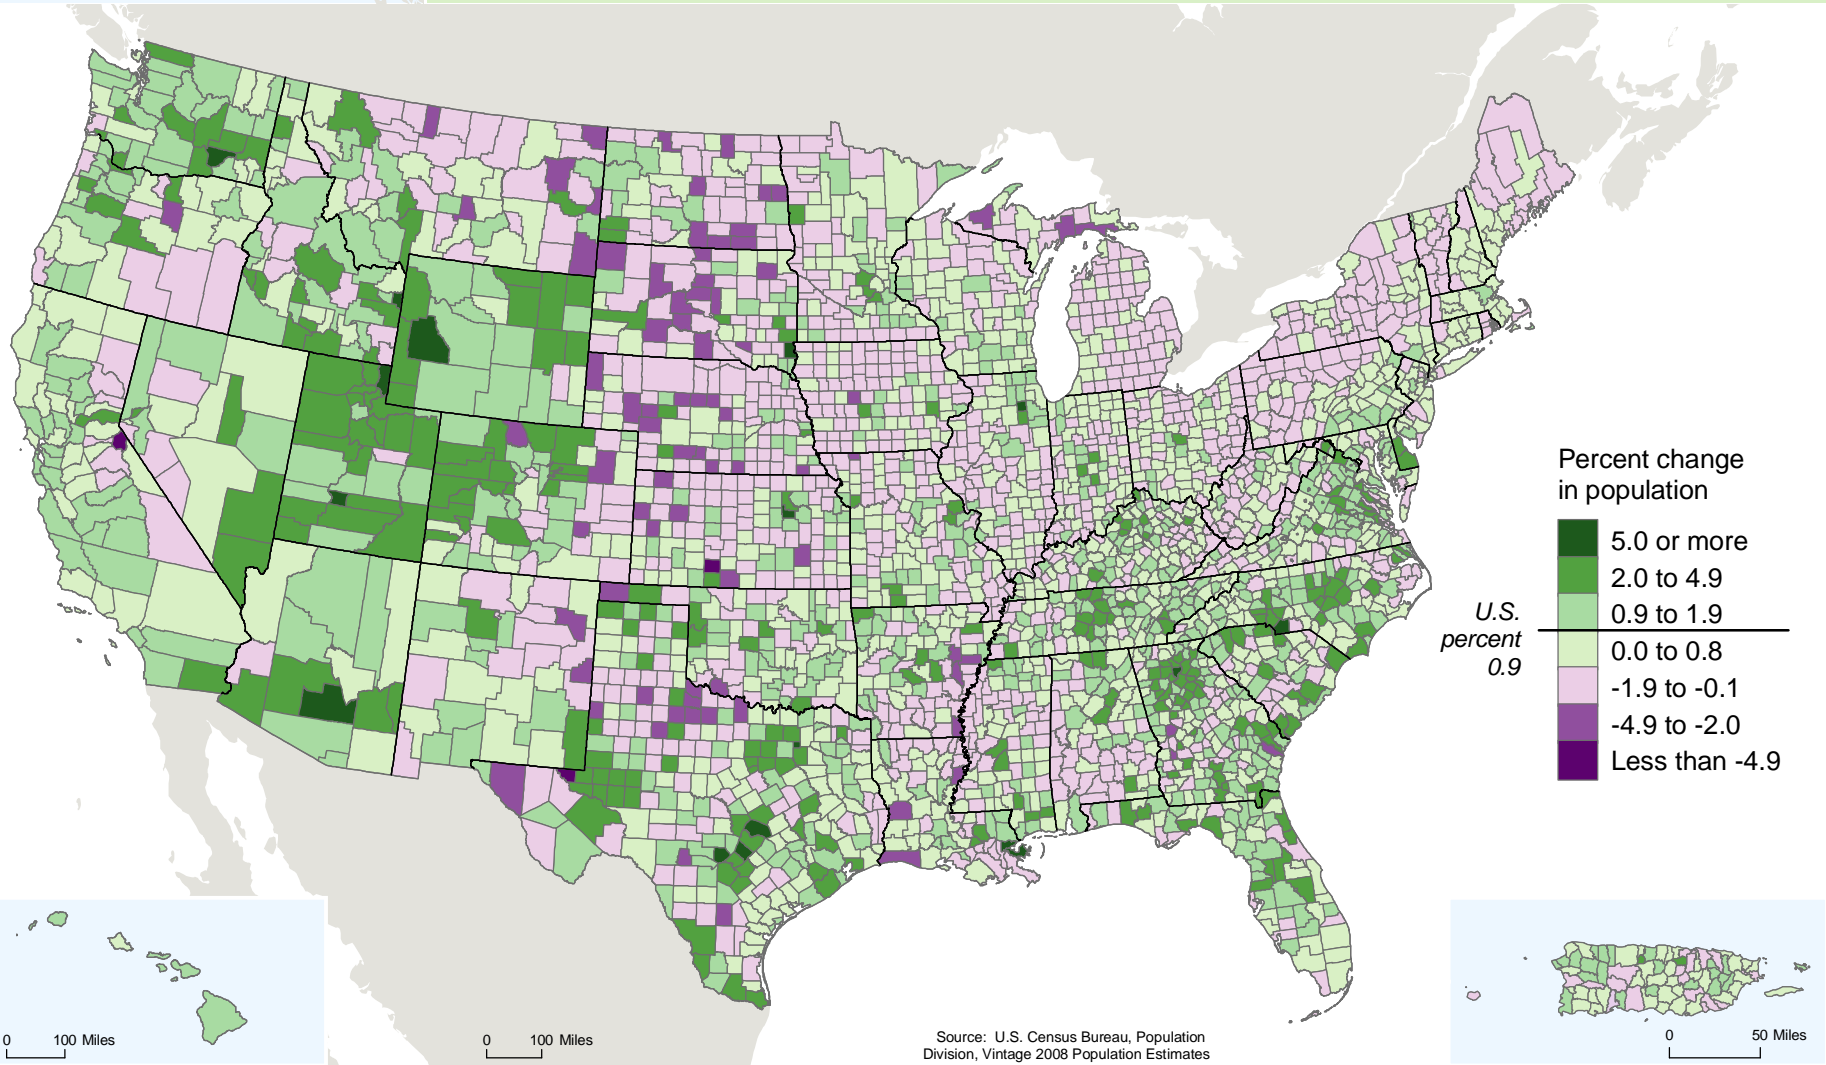 Percent change
in population
5.0 or more
2.0 to 4.9
0.9 to 1.9
0.0 to 0.8
-1.9 to -0.1
-4.9 to -2.0
Less than -4.9
U.S.
percent
0.9
0 100 Miles
0 100 Miles
Source: U.S. Census Bureau, Population
Division, Vintage 2008 Population Estimates
0 50 Miles